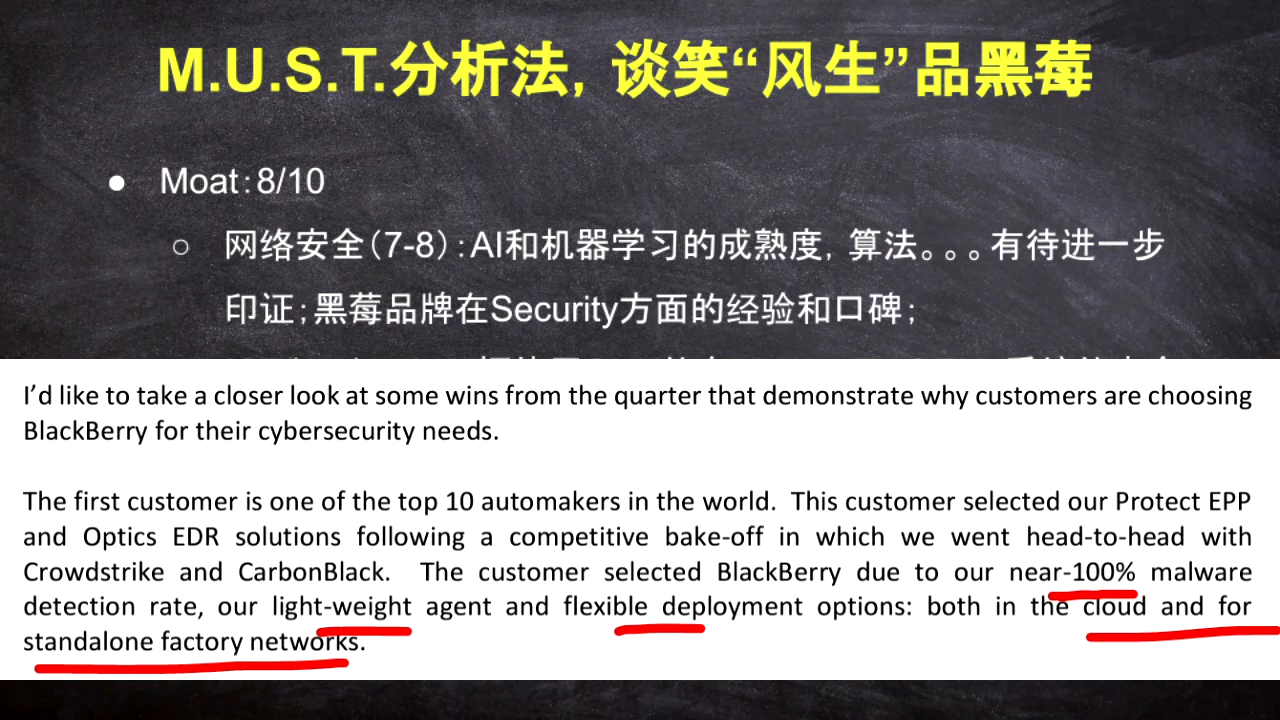 M.U.S.T.分析法，谈笑“风生”品黑莓
● Moat：8/10
○ 网络安全（7-8）：AI和机器学习的成熟度，算法。。。有待进一步
印证；黑莓品牌在Security方面的经验和口碑；
I’d like to take a closer look at some wins from the quarter that demonstrate why customers are choosing
BlackBerry for their cybersecurity needs.
The first customer is one of the top 10 automakers in the world. This customer selected our Protect EPP
and Optics EDR solutions following a competitive bake-off in which we went head-to-head with
Crowdstrike and CarbonBlack. The customer selected BlackBerry due to our near-100% malware
detection rate, our light-weight agent and flexible deployment options: both in the cloud and for
standalone factory networks.